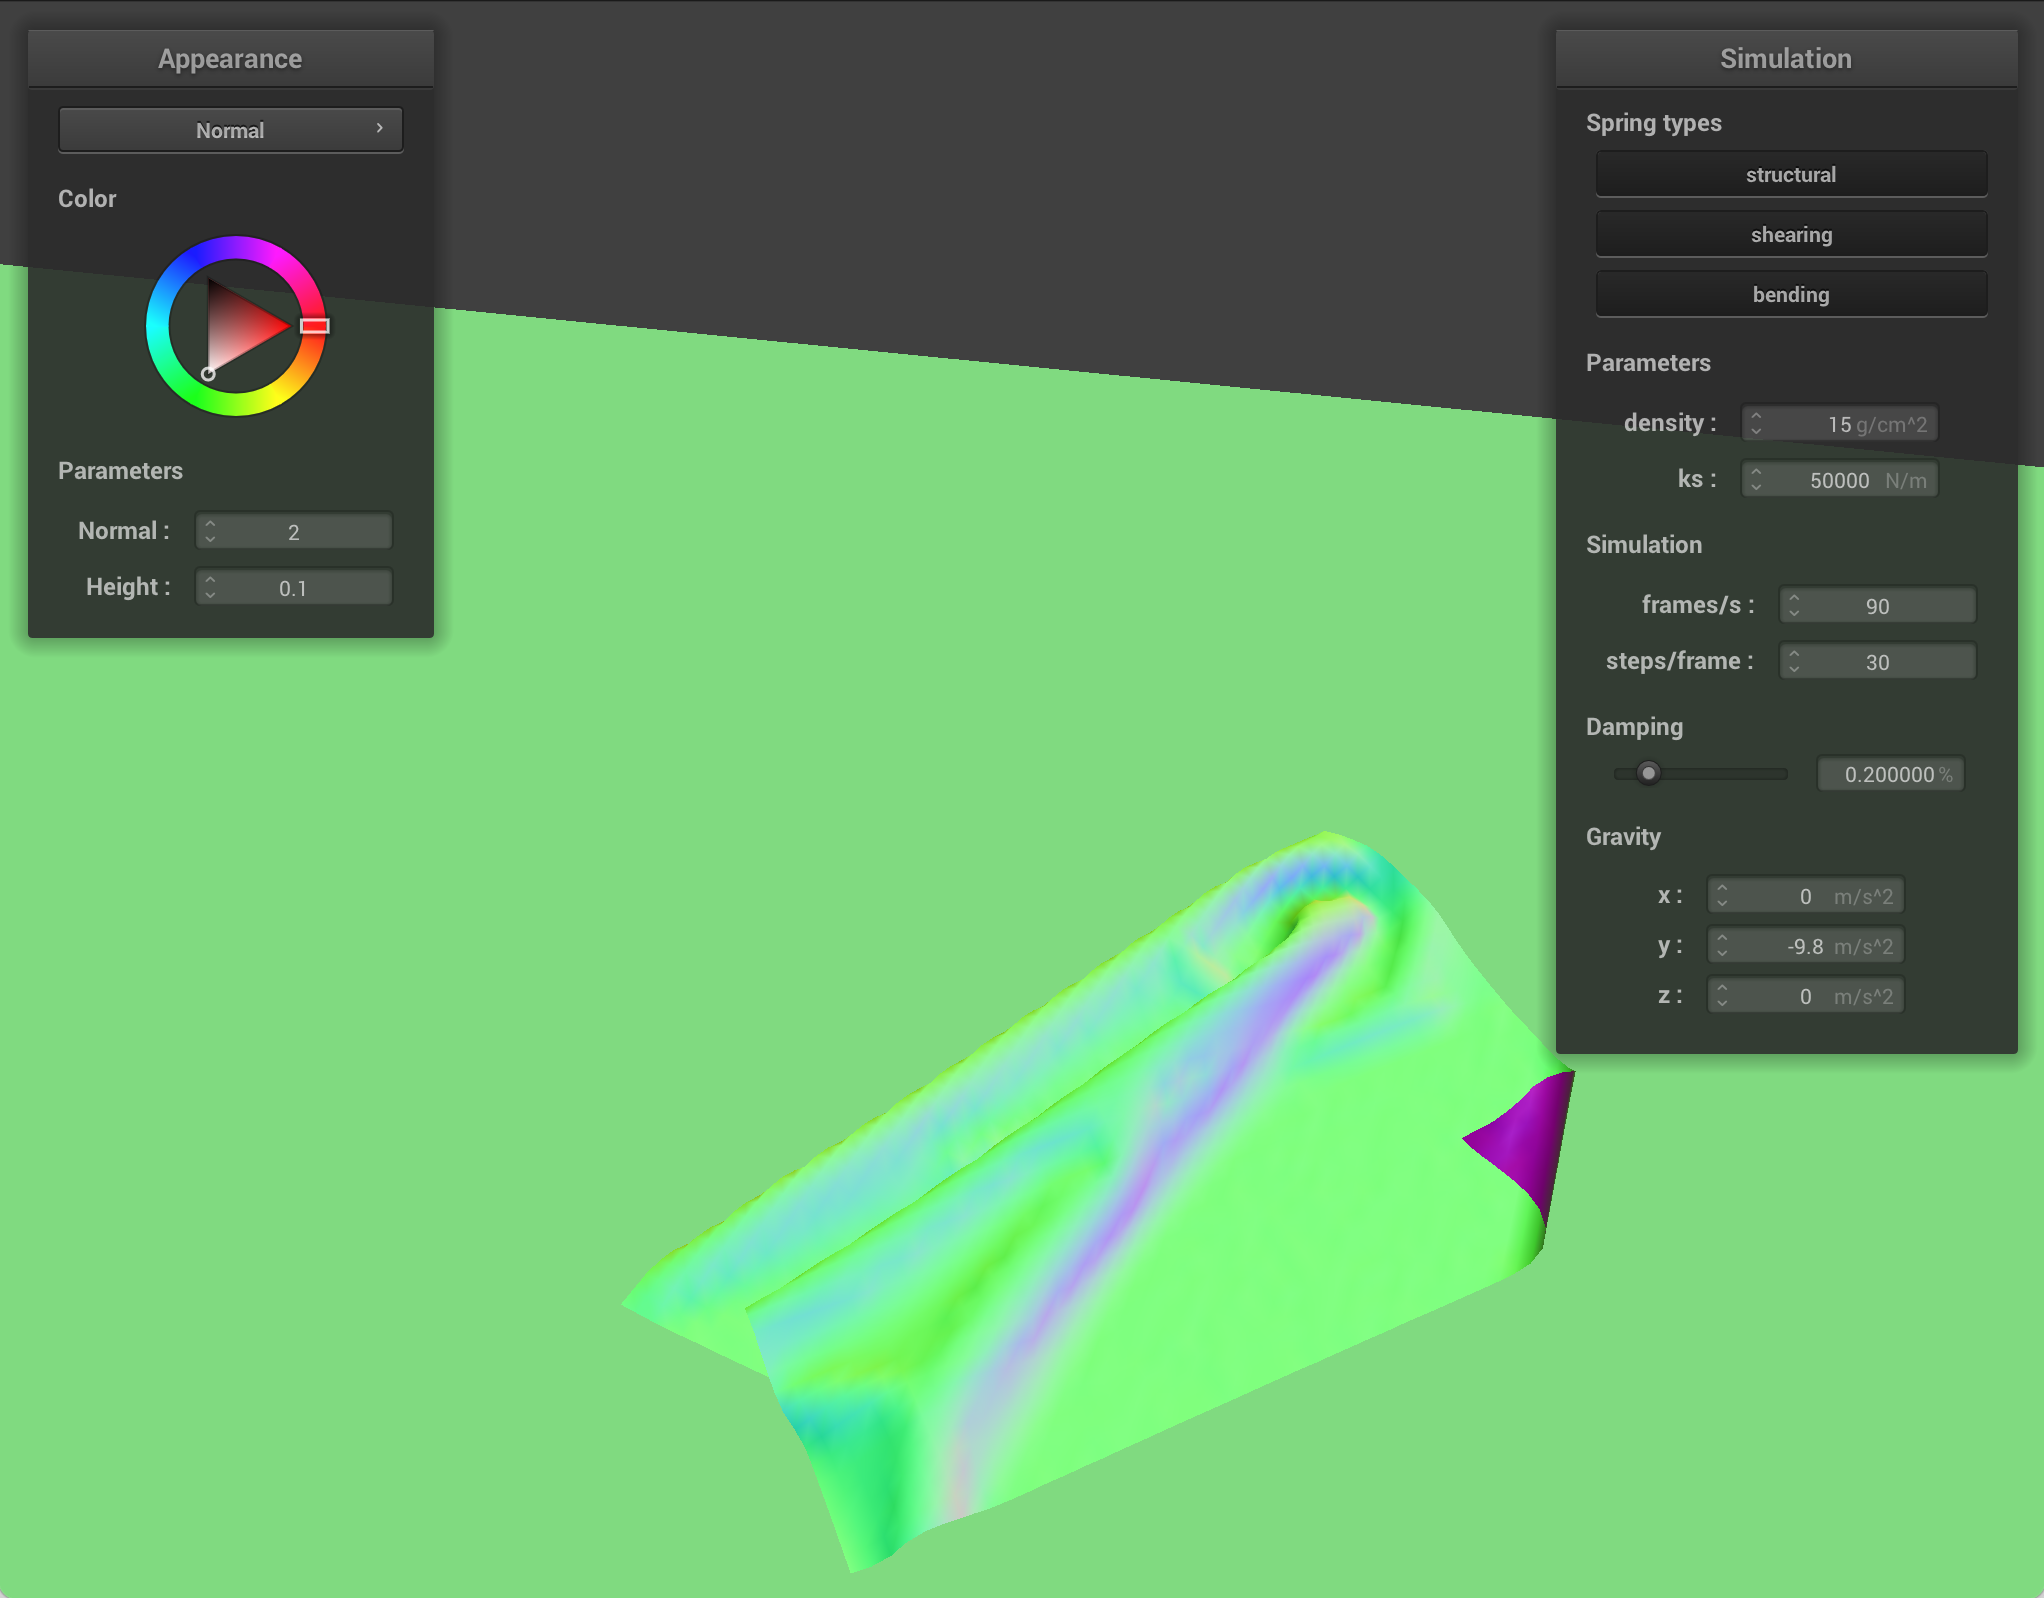 Appearance
Normal
Color
Parameters
Normal : 2
Height : 0.1
Simulation
Spring types
structural
shearing
bending
Parameters
density : 15 g/cm^2
ks : 50000 N/m
Simulation
frames/s : 90
steps/frame : 30
Damping
0.200000 %
Gravity
x : 0 m/s^2
y : -9.8 m/s^2
z : 0 m/s^2